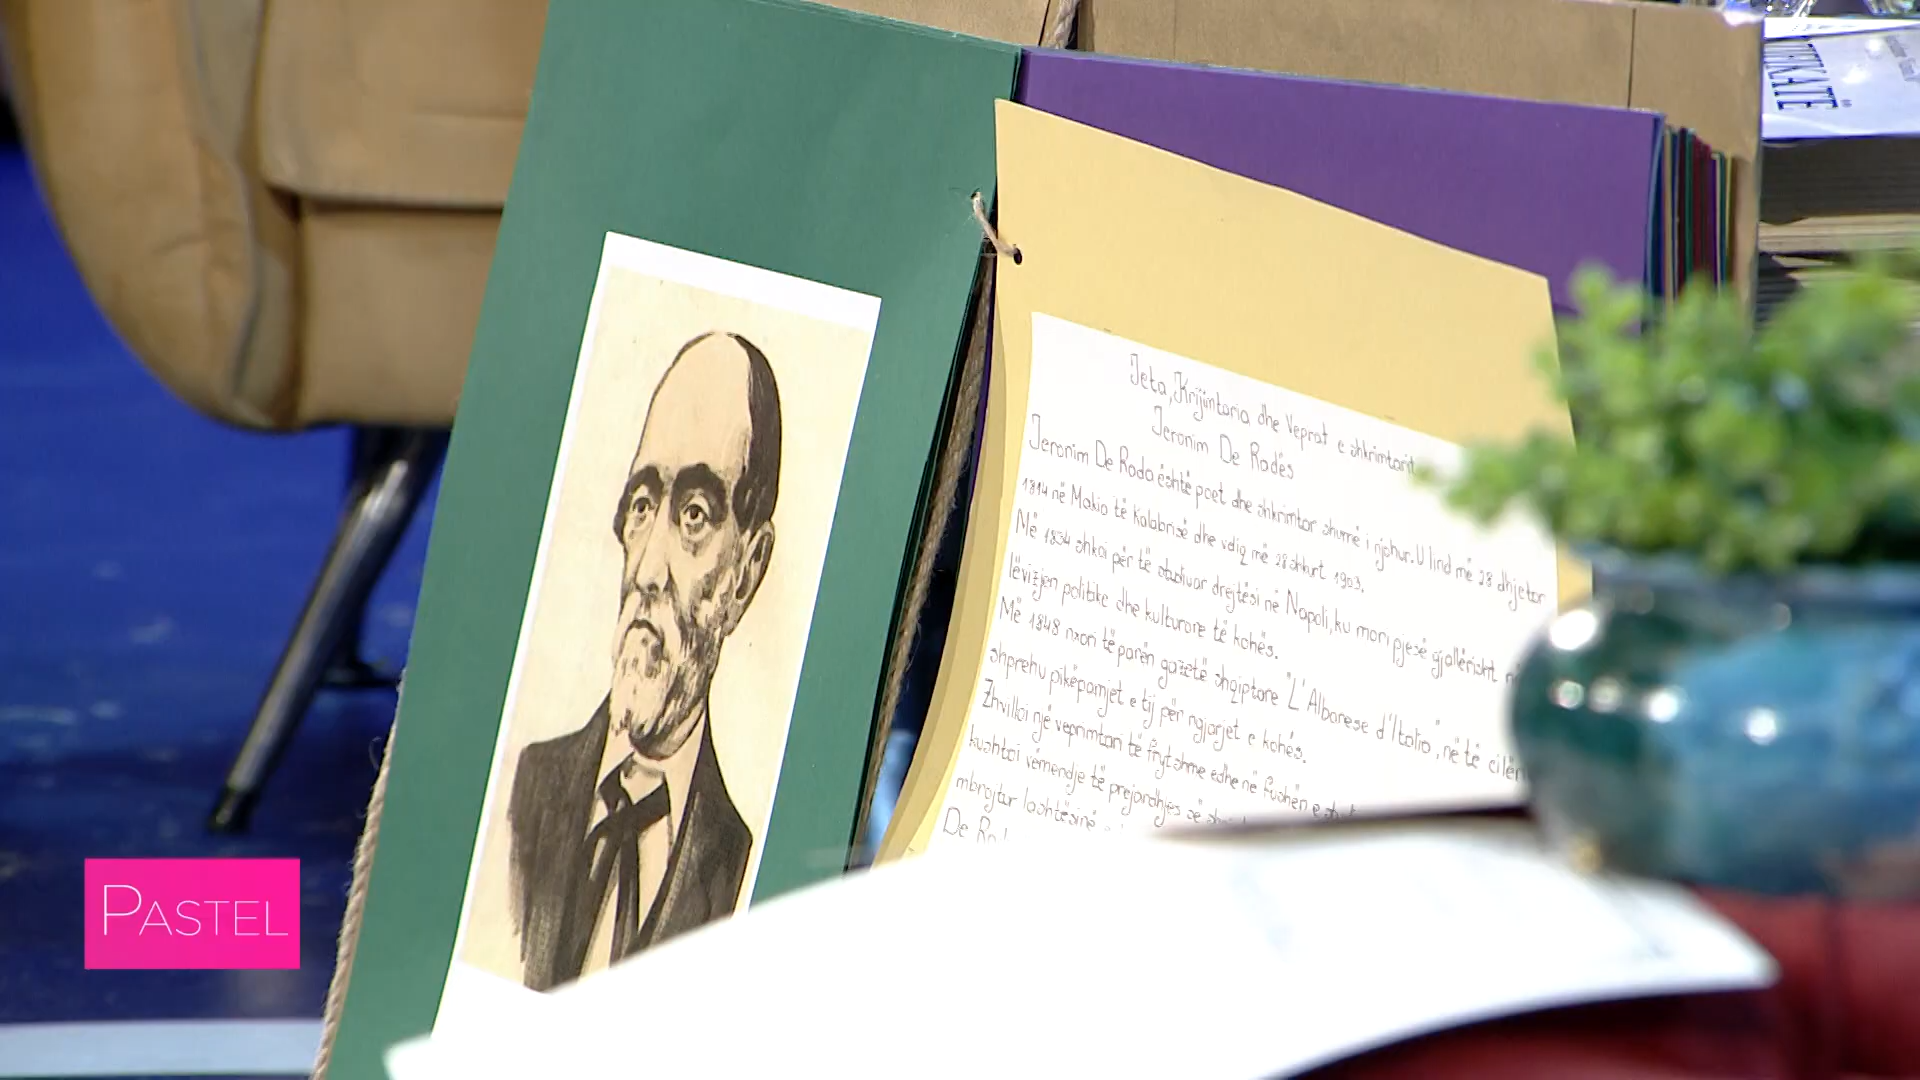 Jeta, Krijimtaria dhe Veprat e shkrimtarit
Jeronim De Radës
Jeronim De Rada është poet dhe shkrimtar shumë i njohur. U lind më 28 dhjetor
1814 në Makio të Kalabrisë dhe vdiq më 28 shkurt 1903.
Më 1834 shkoi për të studiuar drejtësi në Napoli, ku mori pjesë gjallërisht
lëvizjen politike dhe kulturore të kohës.
Më 1848 nxori të parën gazetë shqiptare "L'Albanese d'Italia", në të cilën
shprehu pikëpamjet e tij për ngjarjet e kohës.
Zhvilloi një veprimtari të frytshme edhe në fushën e
kushtoi vëmendje të prejardhjes së
mbrojtur lashtësinë
De
PASTEL